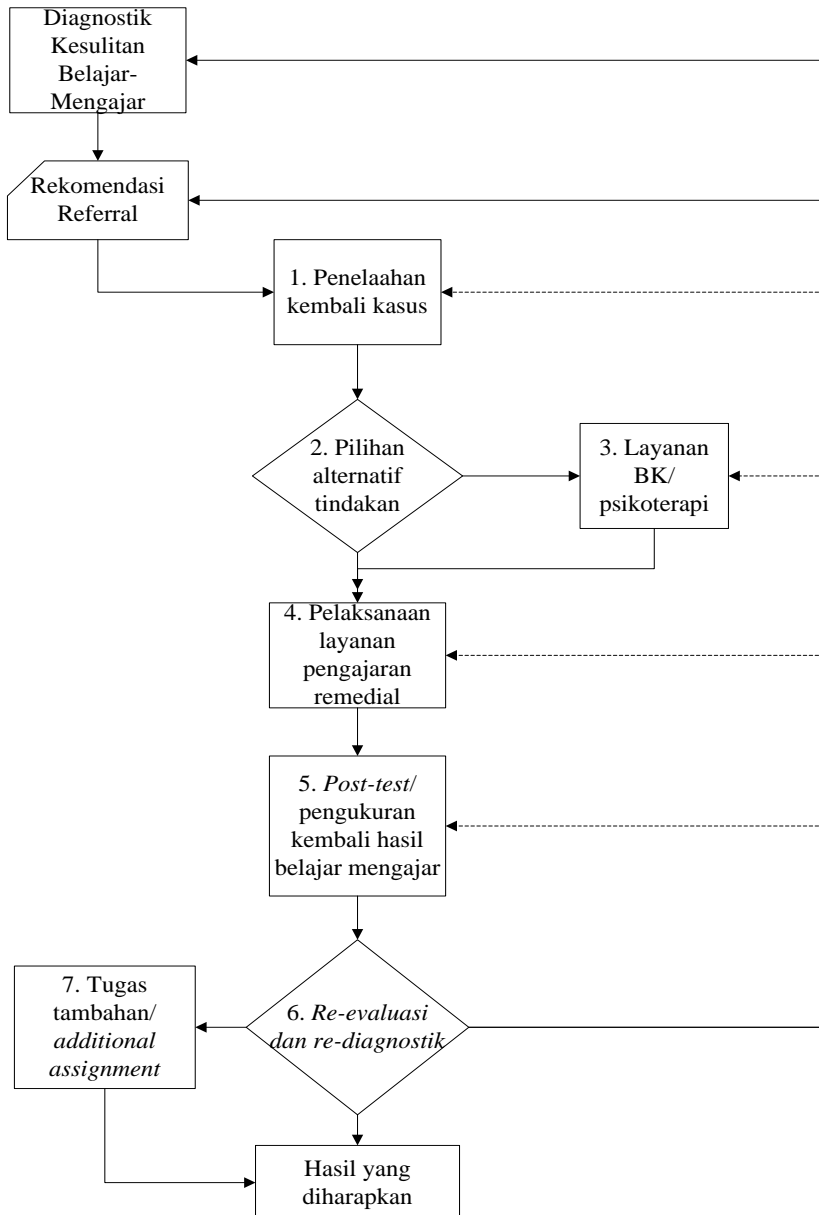 Diagnostik
Kesulitan
Belajar-
Mengajar
Rekomendasi
Referral
1. Penelaahan
kembali kasus
2. Pilihan
alternatif
tindakan
3. Layanan
BK/
psikoterapi
4. Pelaksanaan
layanan
pengajaran
remedial
5. Post-test/
pengukuran
kembali hasil
belajar mengajar
6. Re-evaluasi
dan re-diagnostik
7. Tugas
tambahan/
additional
assignment
Hasil yang
diharapkan